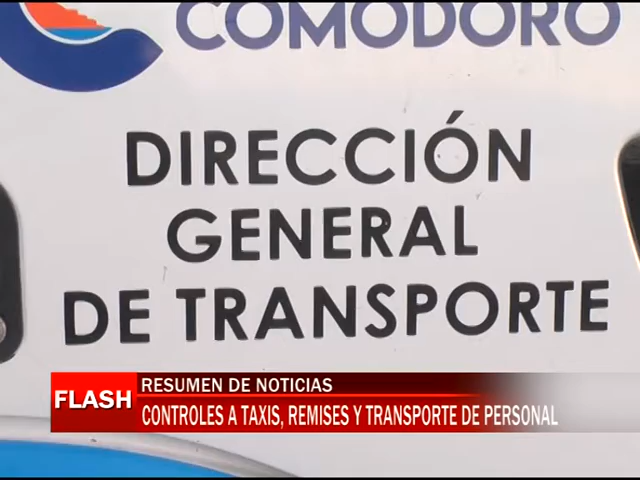 COMODORO
DIRECCIÓN
GENERAL
DE TRANSPORTE
FLASH
RESUMEN DE NOTICIAS
CONTROLES A TAXIS, REMISES Y TRANSPORTE DE PERSONAL